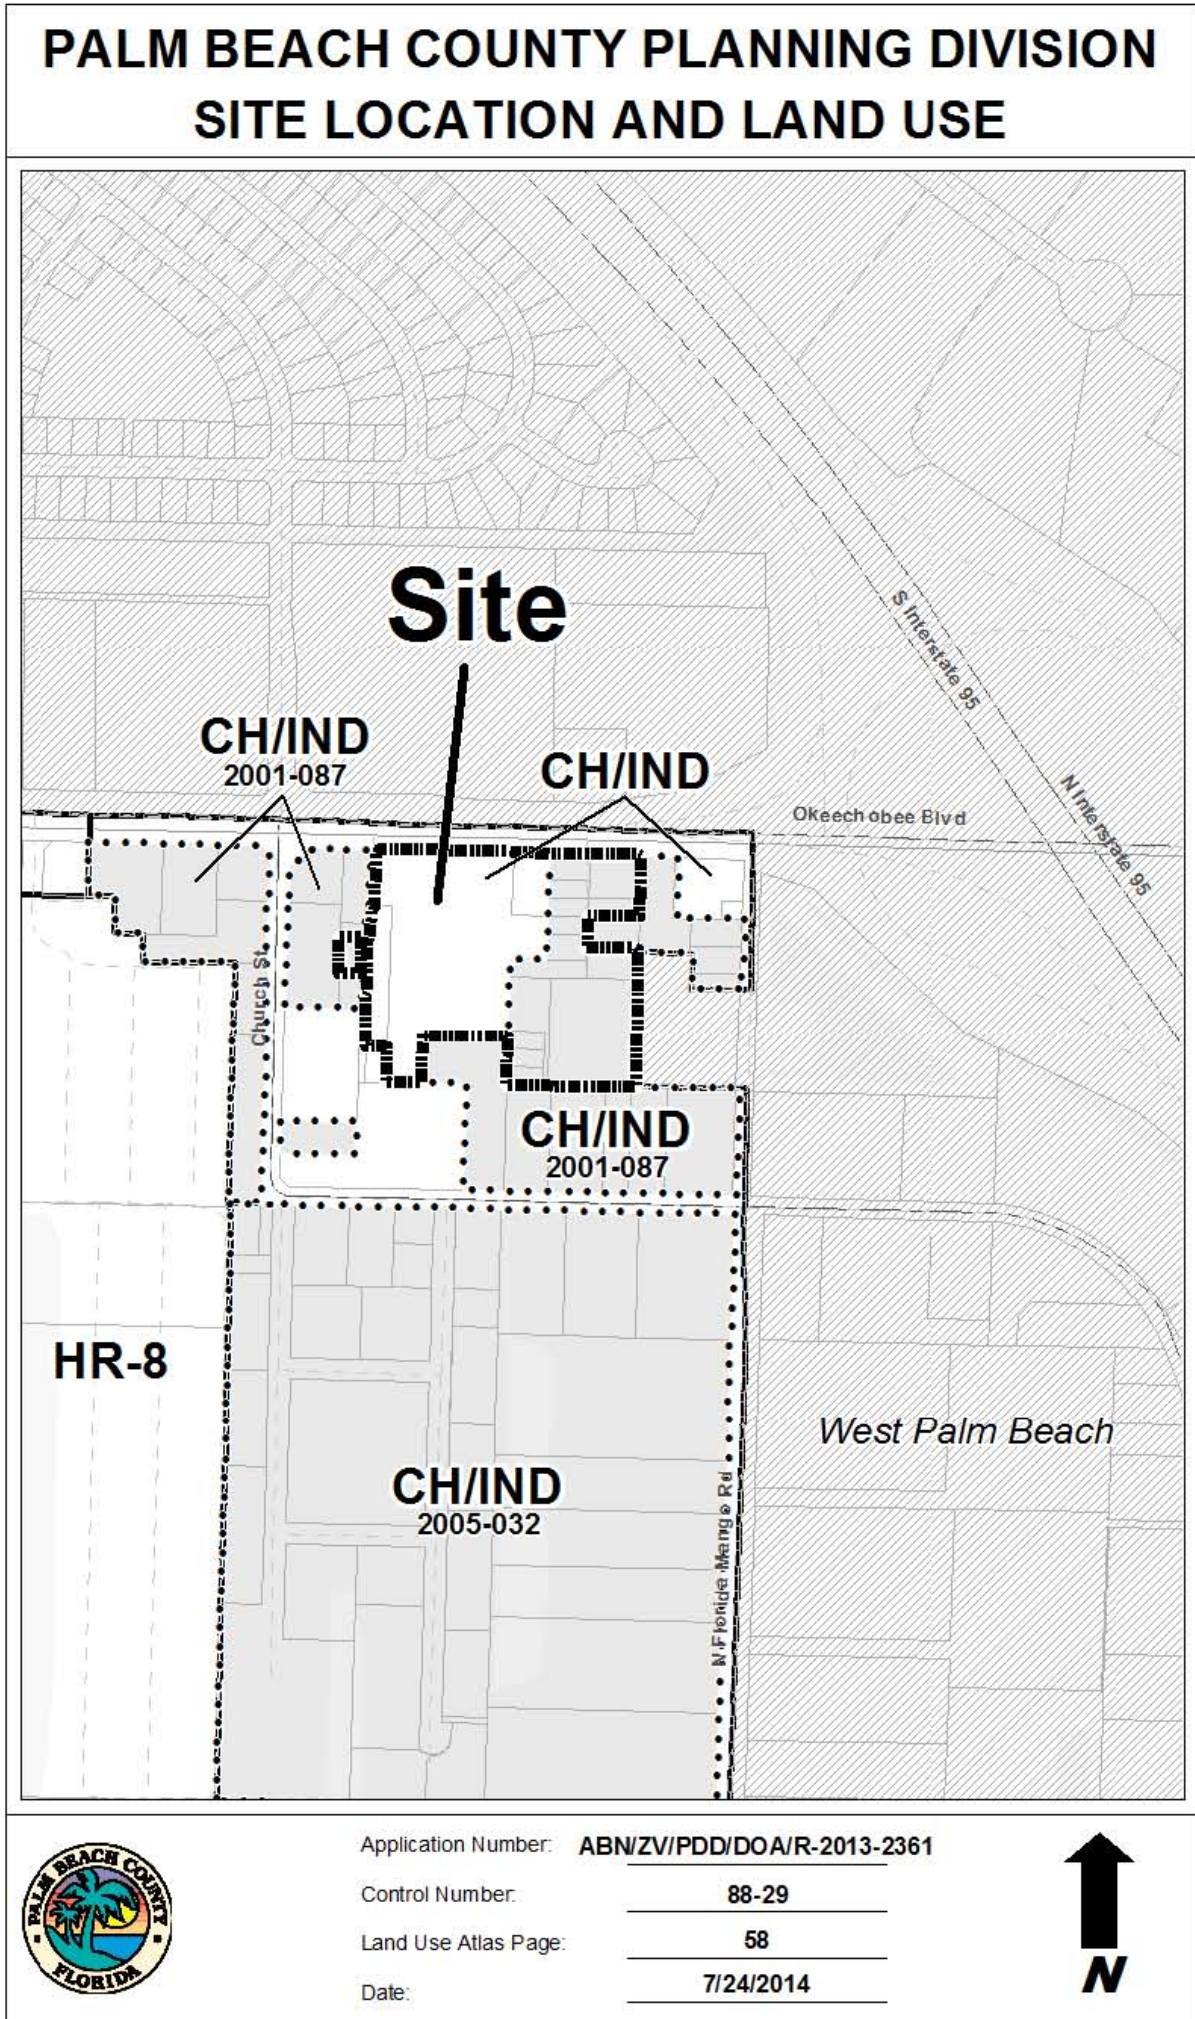 PALM BEACH COUNTY PLANNING DIVISION
SITE LOCATION AND LAND USE
Site
S Interstate 95
CH/IND
2001-087
CH/IND
N Interstate 95
Okeechobee Blvd
Church St
CH/IND
2001-087
HR-8
West Palm Beach
CH/IND
2005-032
N Florida Mango Rd
PALM BEACH COUNTY
FLORIDA
Application Number: ABN/ZV/PDD/DOA/R-2013-2361
Control Number: 88-29
Land Use Atlas Page: 58
Date: 7/24/2014
N